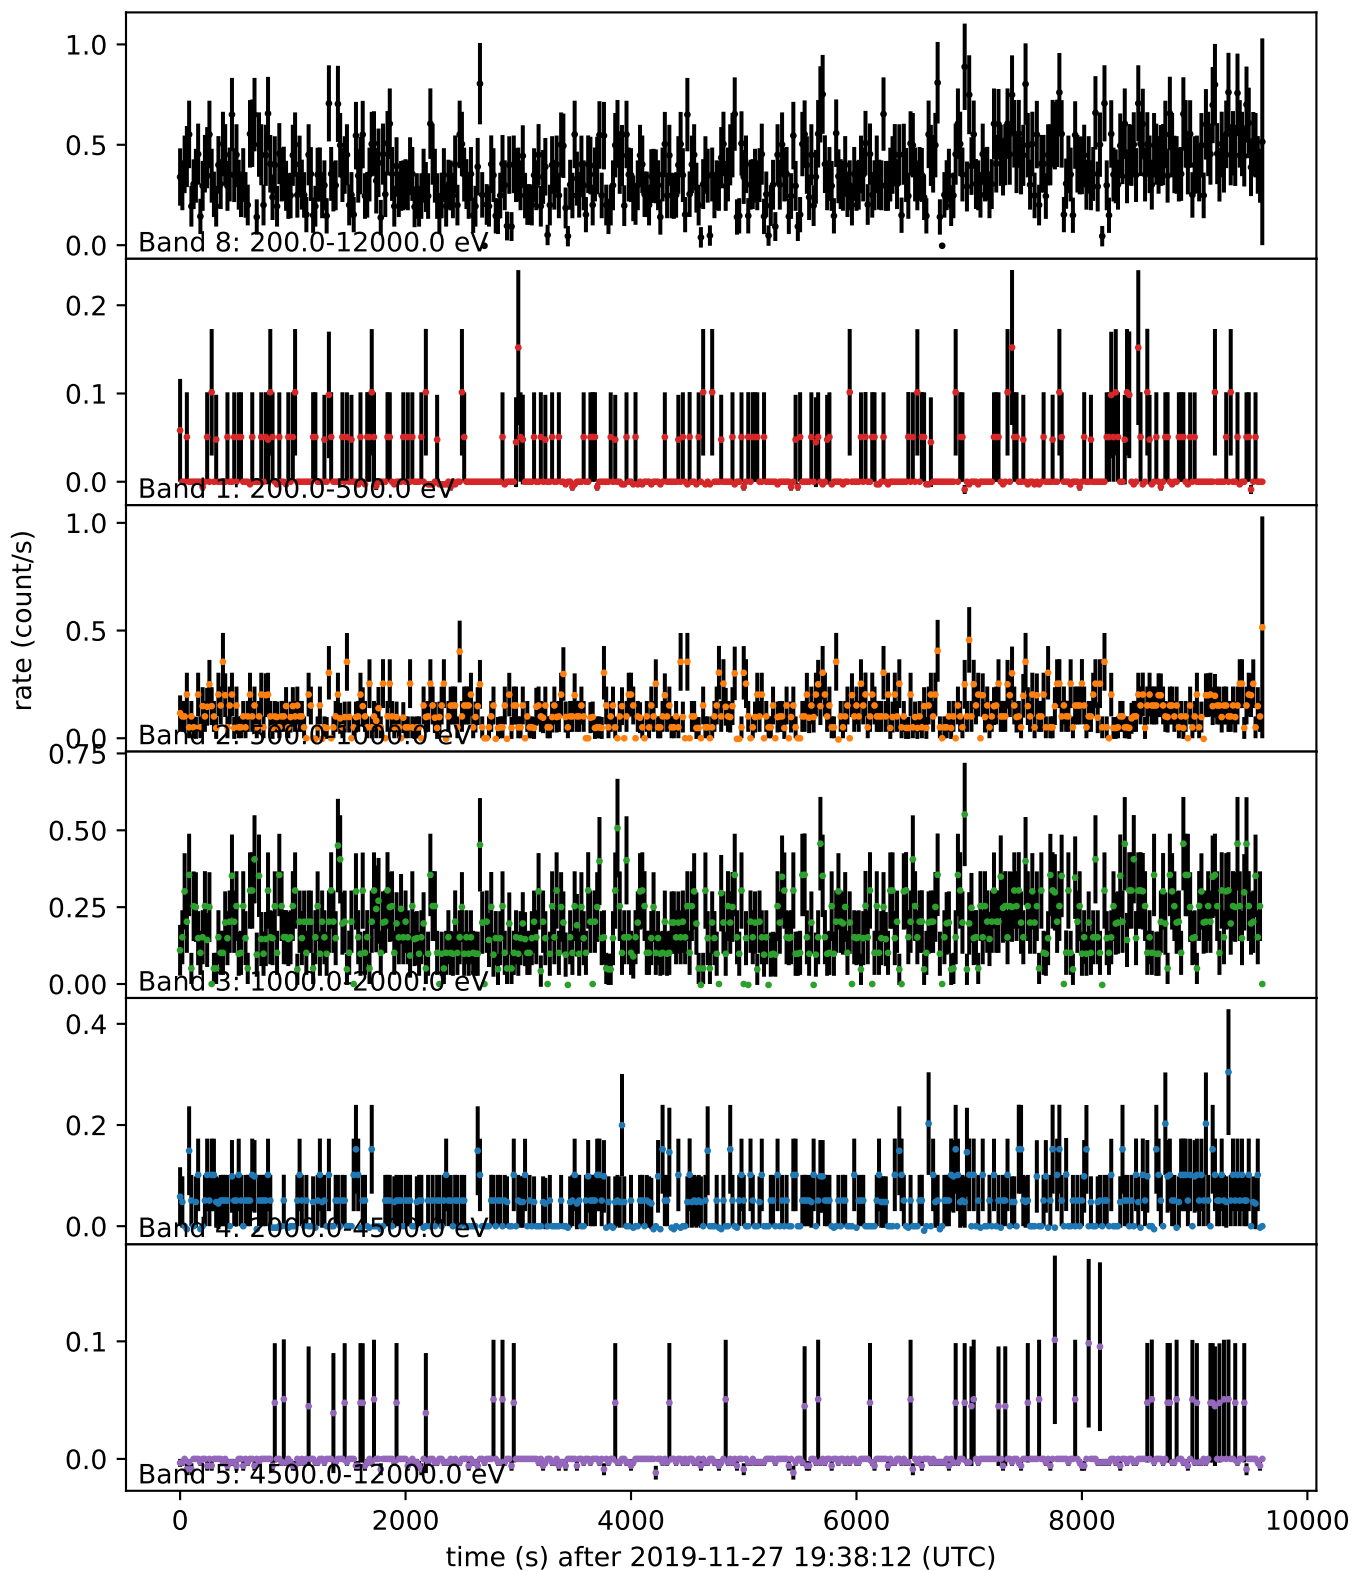 1.0
0.5
0.0
Band 8: 200.0-12000.0 eV
0.2
0.1
0.0
Band 1: 200.0-500.0 eV
1.0
0.5
0.0
Band 2: 500.0-1000.0 eV
0.75
0.50
0.25
0.00
Band 3: 1000.0-2000.0 eV
0.4
0.2
0.0
Band 4: 2000.0-4500.0 eV
0.1
0.0
Band 5: 4500.0-12000.0 eV
rate (count/s)
0 2000 4000 6000 8000 10000
time (s) after 2019-11-27 19:38:12 (UTC)